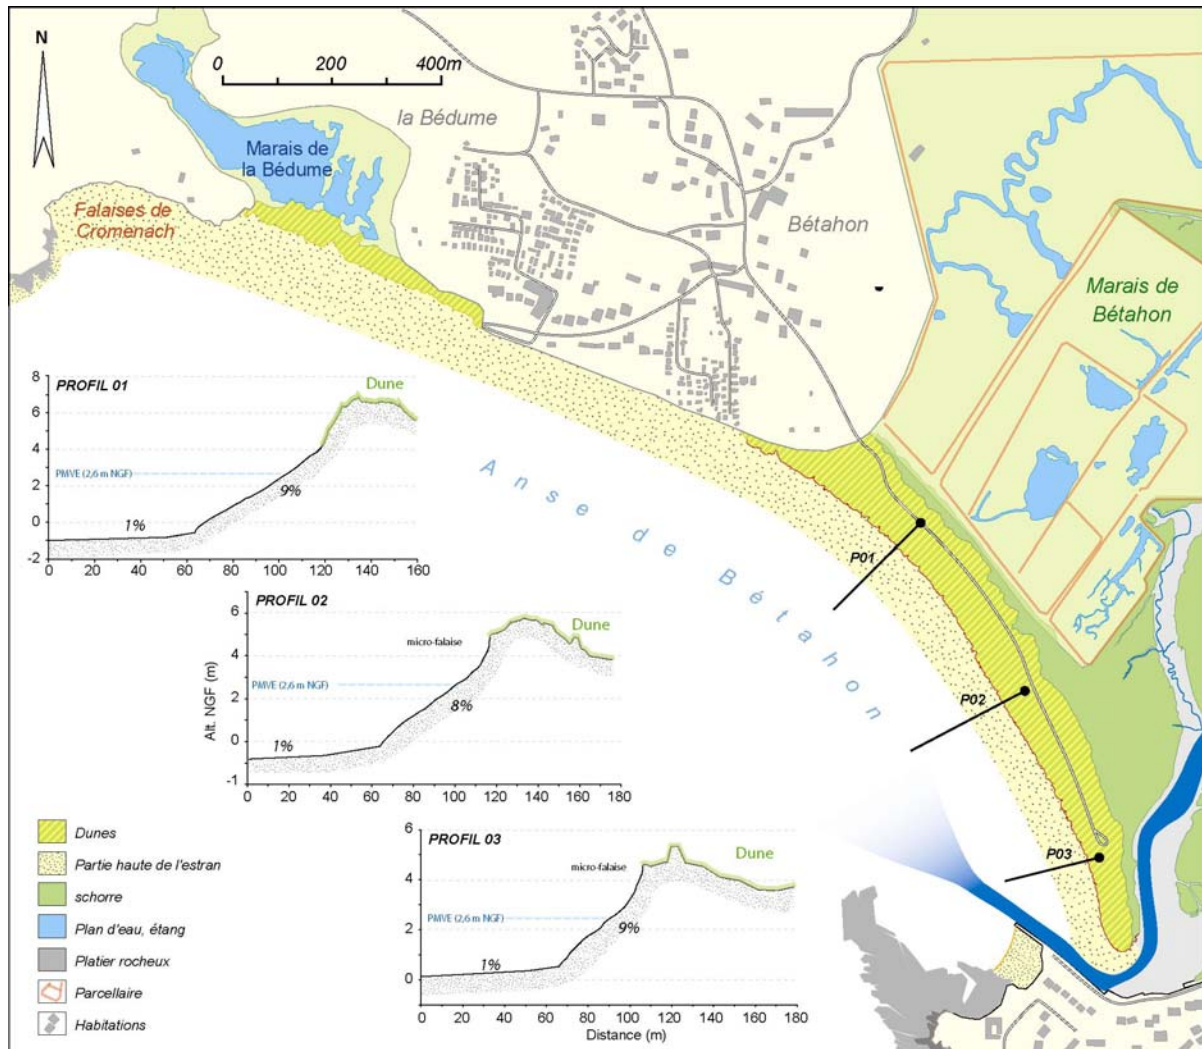 N
0 200 400m
la Bédume
Marais de
la Bédume
Falaises de
Cromenach
Bétahon
Marais de
Bétahon
Anse de Bétahon
P01
P02
P03
PROFIL 01
Dune
8
6
4
PMVE (2,6 m NGF)
2
9%
0
1%
-2
0 20 40 60 80 100 120 140 160
PROFIL 02
6
Dune
micro-falaise
4
PMVE (2,6 m NGF)
Alt. NGF (m)
2
8%
0
1%
-1
0 20 40 60 80 100 120 140 160 180
PROFIL 03
6
Dune
micro-falaise
4
PMVE (2,6 m NGF)
2
9%
1%
0
0 20 40 60 80 100 120 140 160 180
Distance (m)
Dunes
Partie haute de l'estran
schorre
Plan d'eau, étang
Platier rocheux
Parcellaire
Habitations